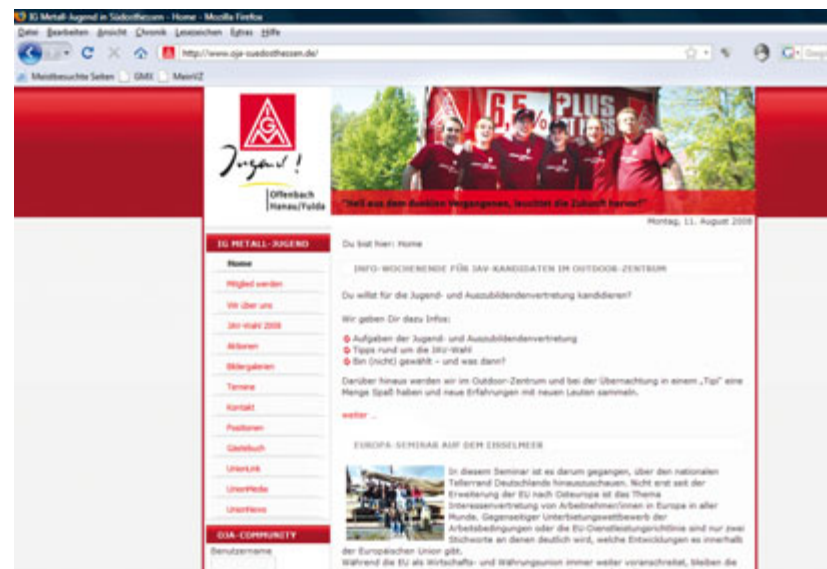 IG Metall-Jugend in Südosthessen - Home - Mozilla Firefox
Datei Bearbeiten Ansicht Chronik Lesezeichen Extras Hilfe
http://www.oja-suedosthessen.de/
Meistbesuchte Seiten GMX MeinVZ
IGM
Jugend!
Offenbach
Hanau/Fulda
6,5% PLUS
"Hell aus dem dunklen Vergangenen, leuchtet die Zukunft hervor!"
Montag, 11. August 2008
IG METALL-JUGEND
Home
Mitglied werden
Wir über uns
JAV-Wahl 2008
Aktionen
Bildergalerien
Termine
Kontakt
Positionen
Gästebuch
UnionLink
UnionMedia
UnionNews
OJA-COMMUNITY
Benutzername
Du bist hier: Home
INFO-WOCHENENDE FÜR JAV-KANDIDATEN IM OUTDOOR-ZENTRUM
Du willst für die Jugend- und Auszubildendenvertretung kandidieren?
Wir geben Dir dazu Infos:
Aufgaben der Jugend- und Auszubildendenvertretung
Tipps rund um die JAV-Wahl
Bin (nicht) gewählt – und was dann?
Darüber hinaus werden wir im Outdoor-Zentrum und bei der Übernachtung in einem „Tipi" eine
Menge Spaß haben und neue Erfahrungen mit neuen Leuten sammeln.
weiter ...
EUROPA-SEMINAR AUF DEM IJSSELMEER
In diesem Seminar ist es darum gegangen, über den nationalen
Tellerrand Deutschlands hinauszuschauen. Nicht erst seit der
Erweiterung der EU nach Osteuropa ist das Thema
Interessenvertretung von Arbeitnehmer/innen in Europa in aller
Munde. Gegenseitiger Unterbietungswettbewerb der
Arbeitsbedingungen oder die EU-Dienstleistungsrichtlinie sind nur zwei
Stichworte an denen deutlich wird, welche Entwicklungen es innerhalb
der Europäischen Union gibt.
Während die EU als Wirtschafts- und Währungsunion immer weiter voranschreitet, bleiben die